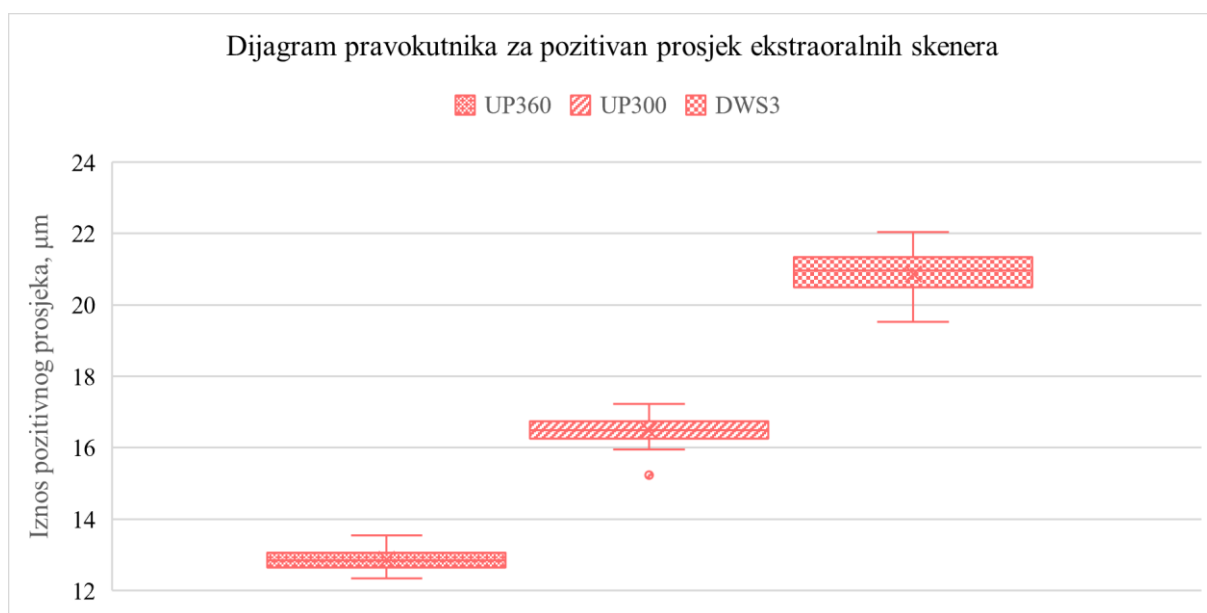 Dijagram pravokutnika za pozitivan prosjek ekstraoralnih skenera
UP360 UP300 DWS3
Iznos pozitivnog prosjeka, µm
24
22
20
18
16
14
12